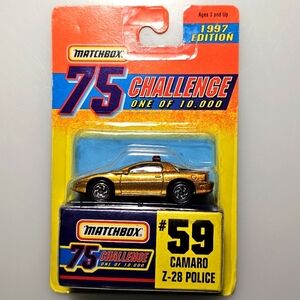 Ages 3 and Up
MATCHBOX
1997
EDITION
75 CHALLENGE
ONE OF 10,000
MATCHBOX
75 CHALLENGE
ONE OF 10,000
#59
CAMARO
Z-28 POLICE